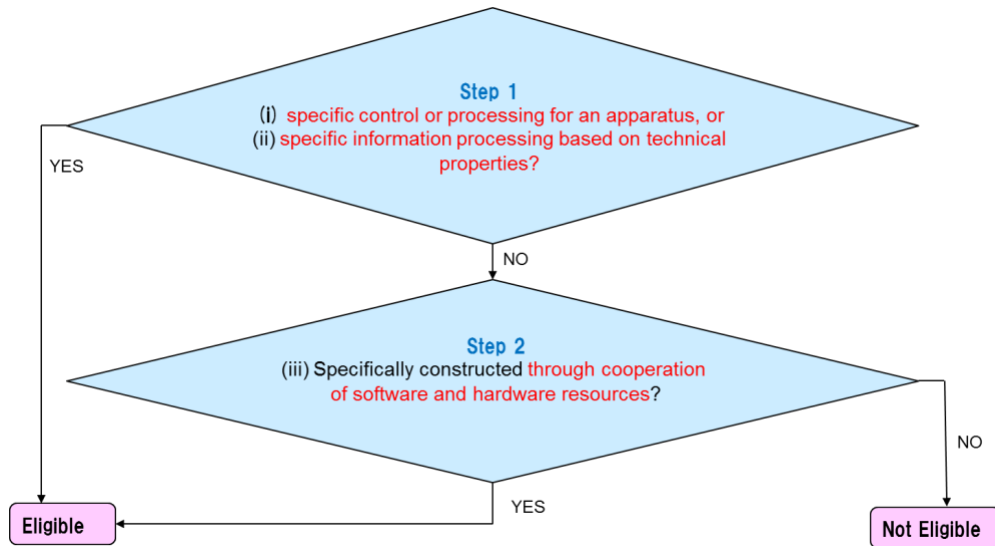 Step 1
(i) specific control or processing for an apparatus, or
(ii) specific information processing based on technical
properties?
YES
NO
Step 2
(iii) Specifically constructed through cooperation
of software and hardware resources?
NO
YES
Eligible
Not Eligible